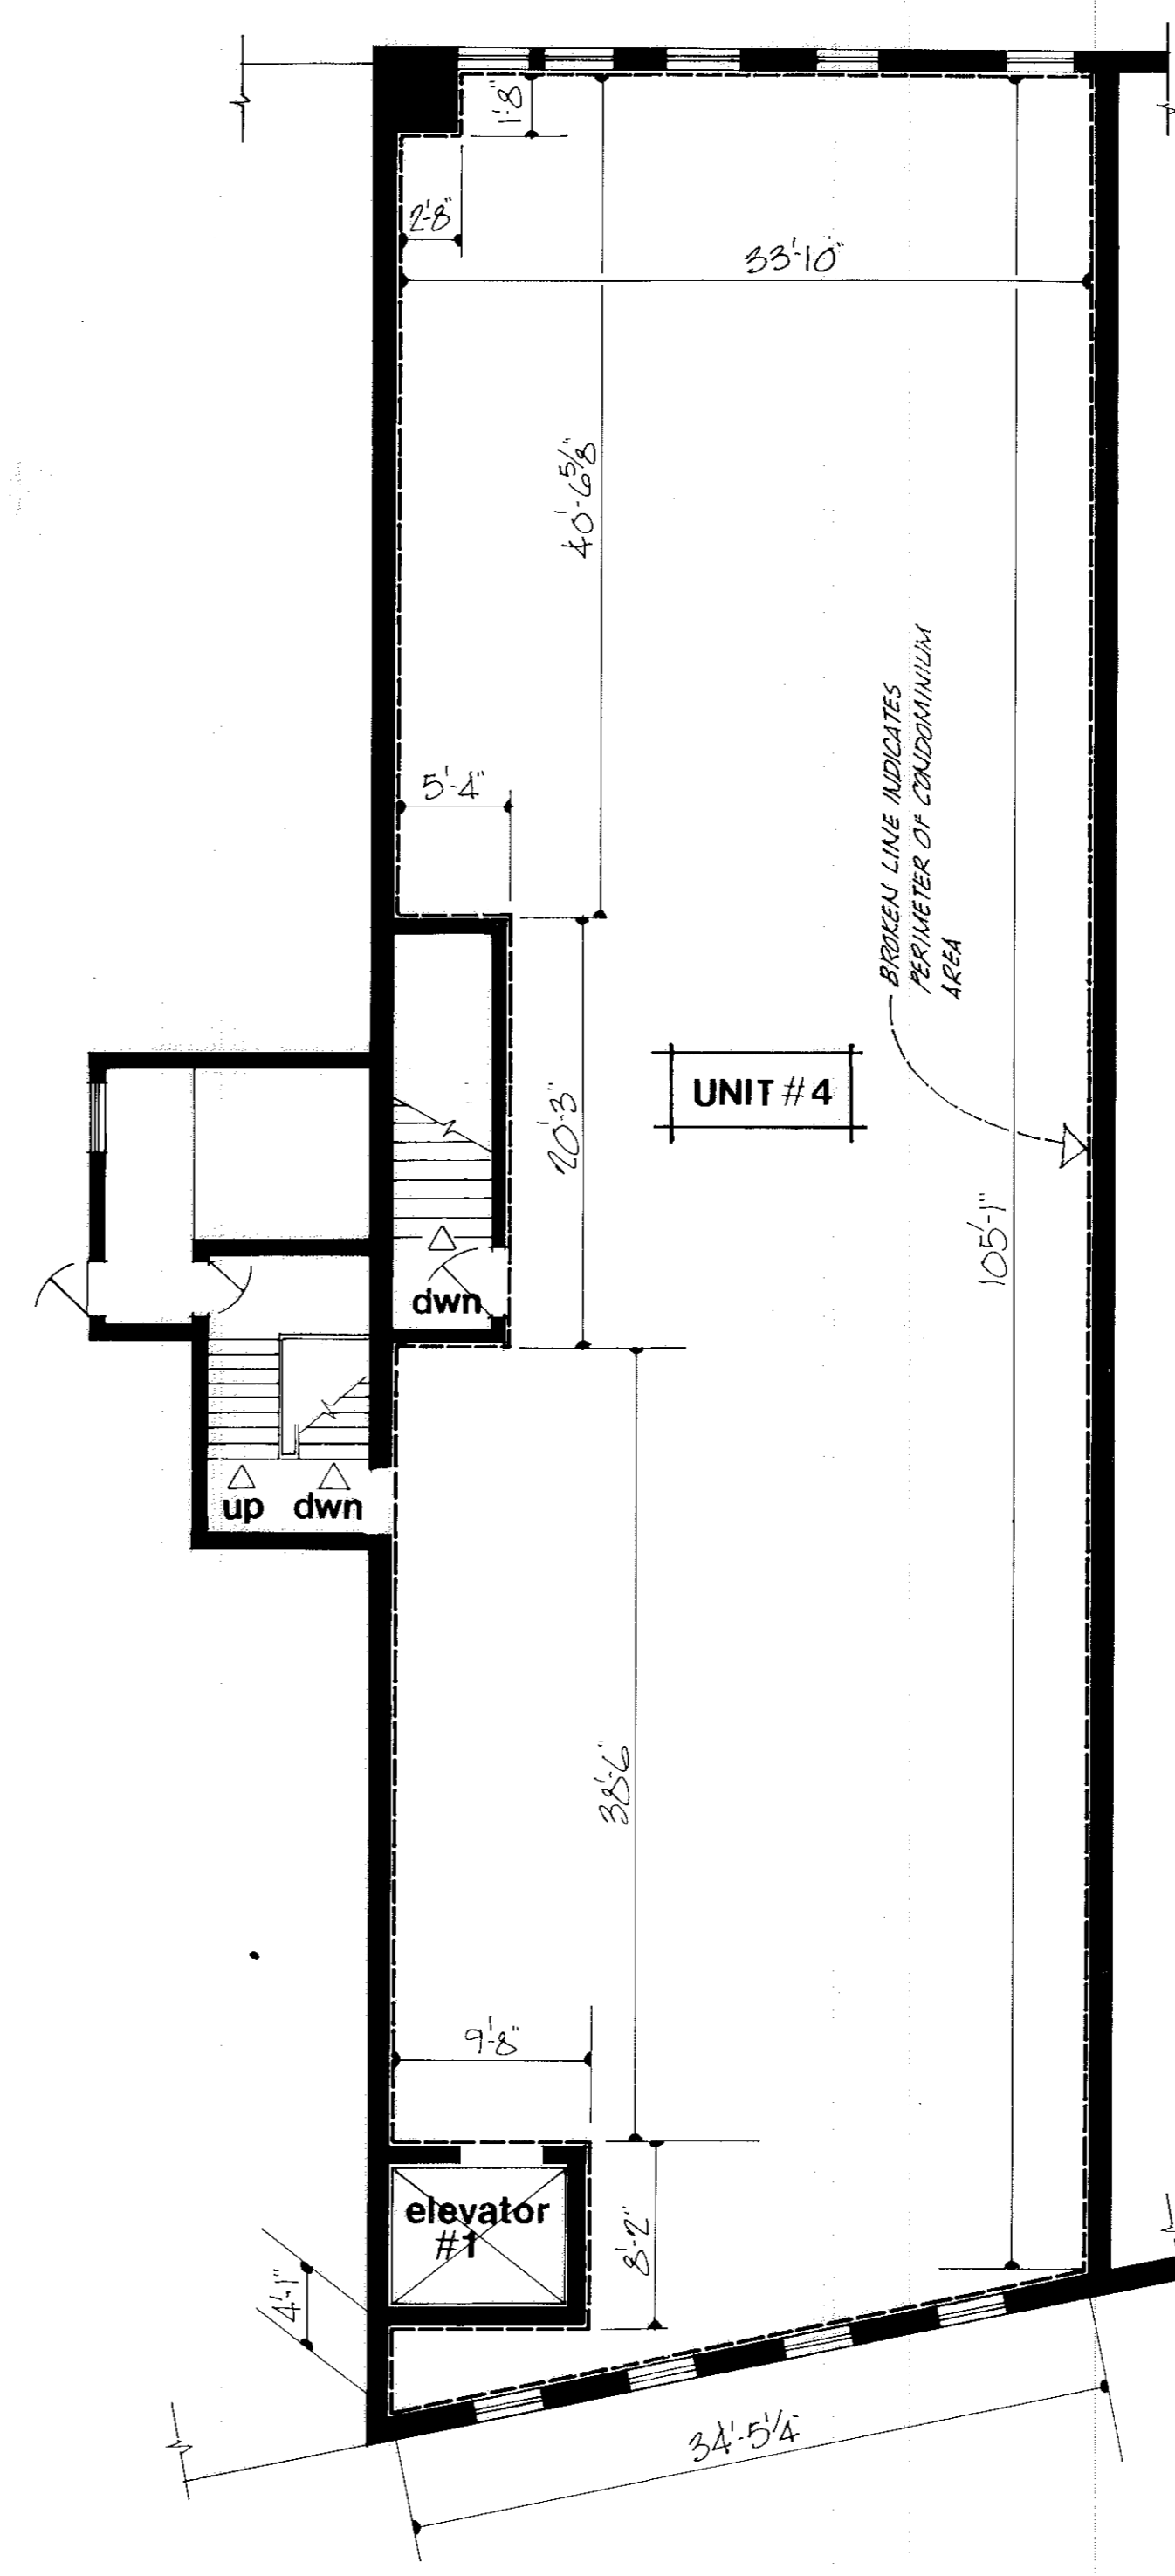 1'-8"
2'-8"
33'-10"
40'-6 5/8"
5'-4"
BROKEN LINE INDICATES
PERIMETER OF CONDOMINIUM
AREA
UNIT #4
20'-3"
105'-1"
dwn
up dwn
38'-6"
9'-8"
elevator
#1
8'-2"
4'-1"
34'-5 1/4